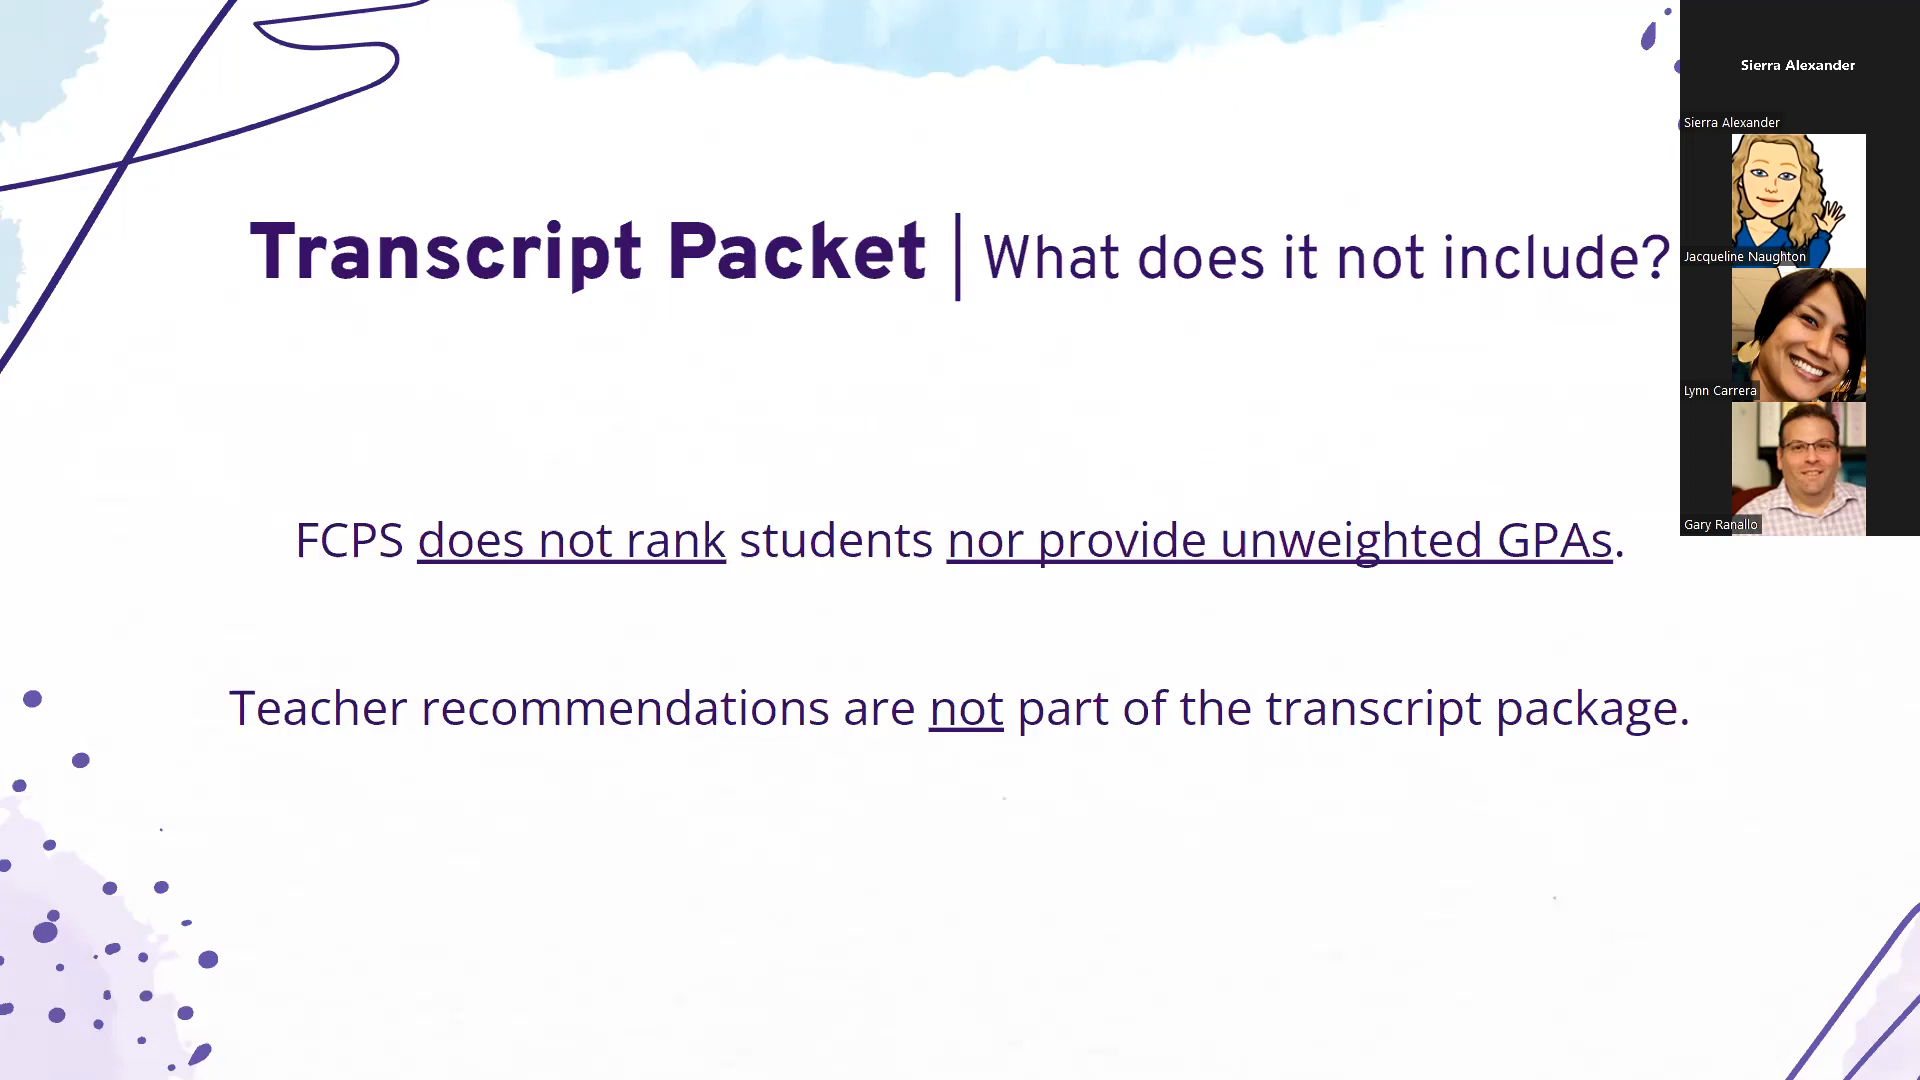 Transcript Packet | What does it not include?
FCPS does not rank students nor provide unweighted GPAs.
Teacher recommendations are not part of the transcript package.
Sierra Alexander
Sierra Alexander
Jacqueline Naughton
Lynn Carrera
Gary Ranallo